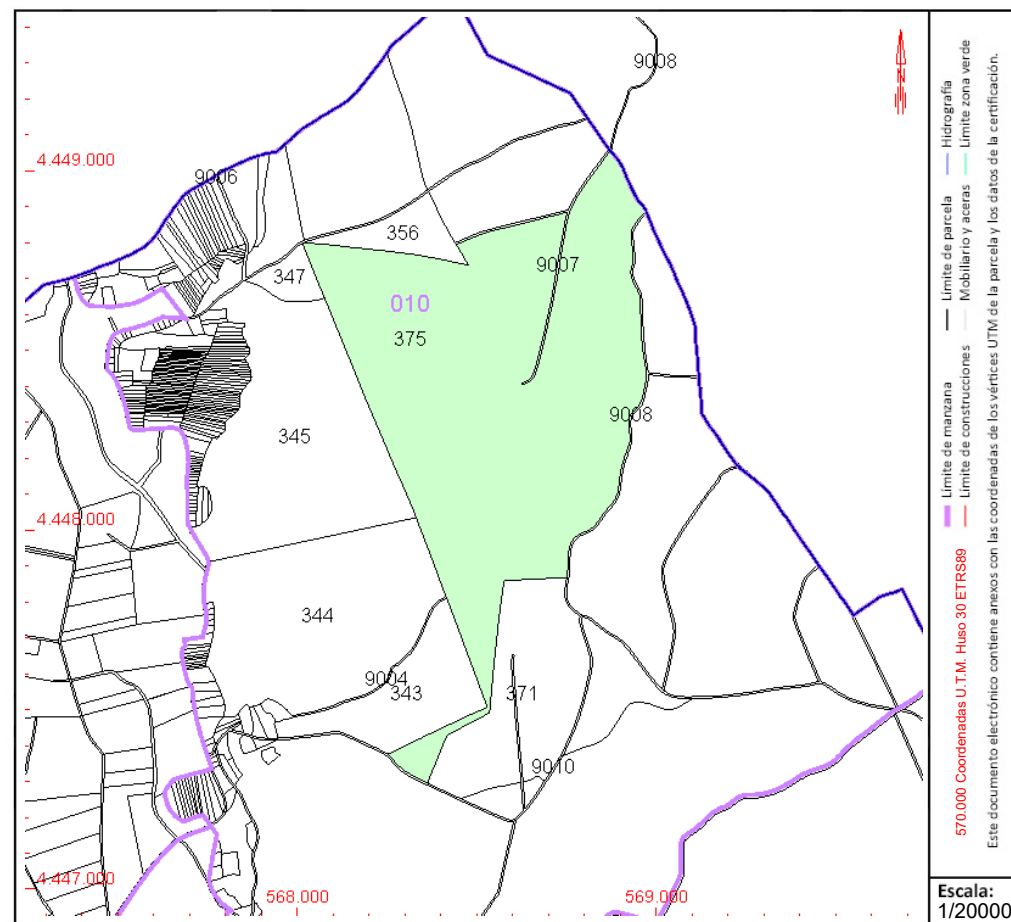 9008
4.449.000
9006
356
347
9007
010
375
9008
345
4.448.000
344
9004
343
371
9010
4.447.000
568.000
569.000
N
Límite de manzana
Límite de parcela
Hidrografía
Límite de construcciones
Mobiliario y aceras
Límite zona verde
570.000 Coordenadas U.T.M. Huso 30 ETRS89
Este documento electrónico contiene anexos con las coordenadas de los vértices UTM de la parcela y los datos de la certificación.
Escala:
1/20000